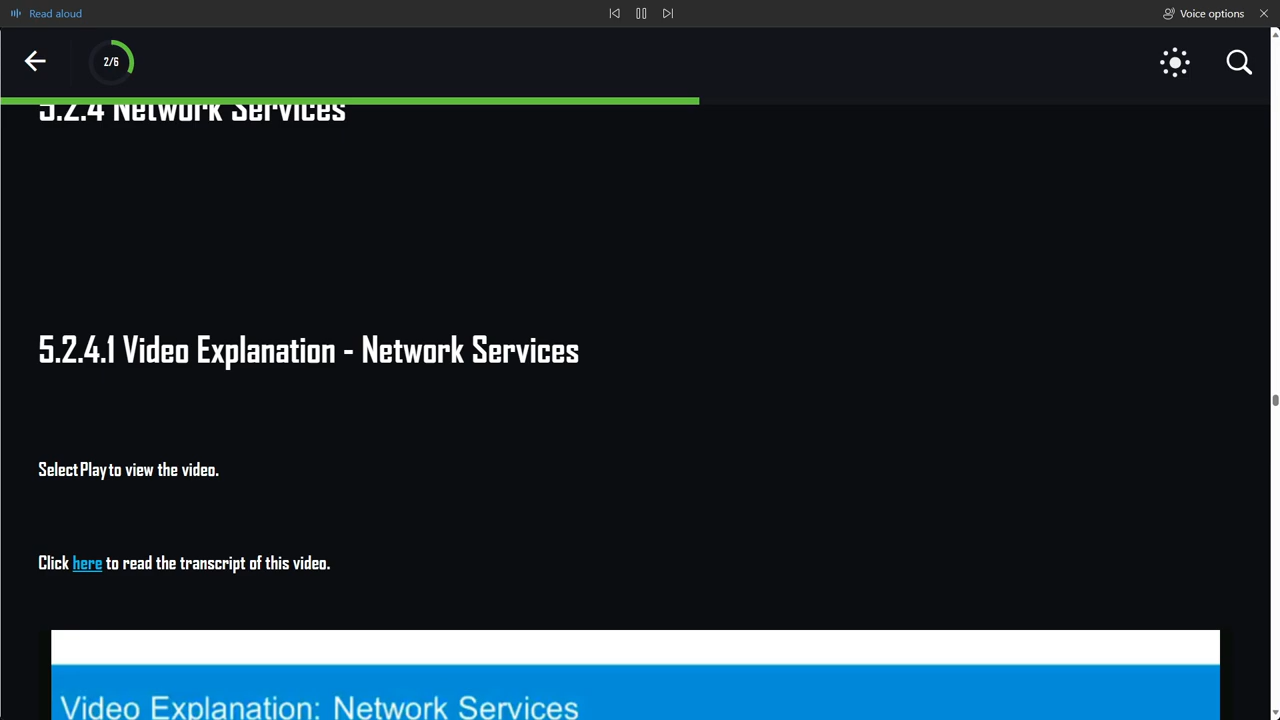 Read aloud
Voice options
2/6
5.2.4 Network Services
5.2.4.1 Video Explanation - Network Services
Select Play to view the video.
Click here to read the transcript of this video.
Video Explanation: Network Services